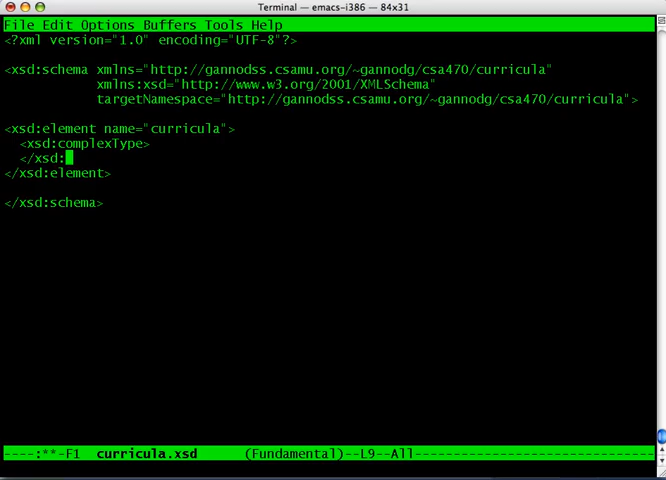 Terminal — emacs-i386 — 84x31
File Edit Options Buffers Tools Help
<?xml version="1.0" encoding="UTF-8"?>
<xsd:schema xmlns="http://gannodss.csamu.org/~gannodg/csa470/curricula"
xmlns:xsd="http://www.w3.org/2001/XMLSchema"
targetNamespace="http://gannodss.csamu.org/~gannodg/csa470/curricula">
<xsd:element name="curricula">
<xsd:complexType>
</xsd:
</xsd:element>
</xsd:schema>
----:**-F1 curricula.xsd (Fundamental)--L9--All--------------------------------